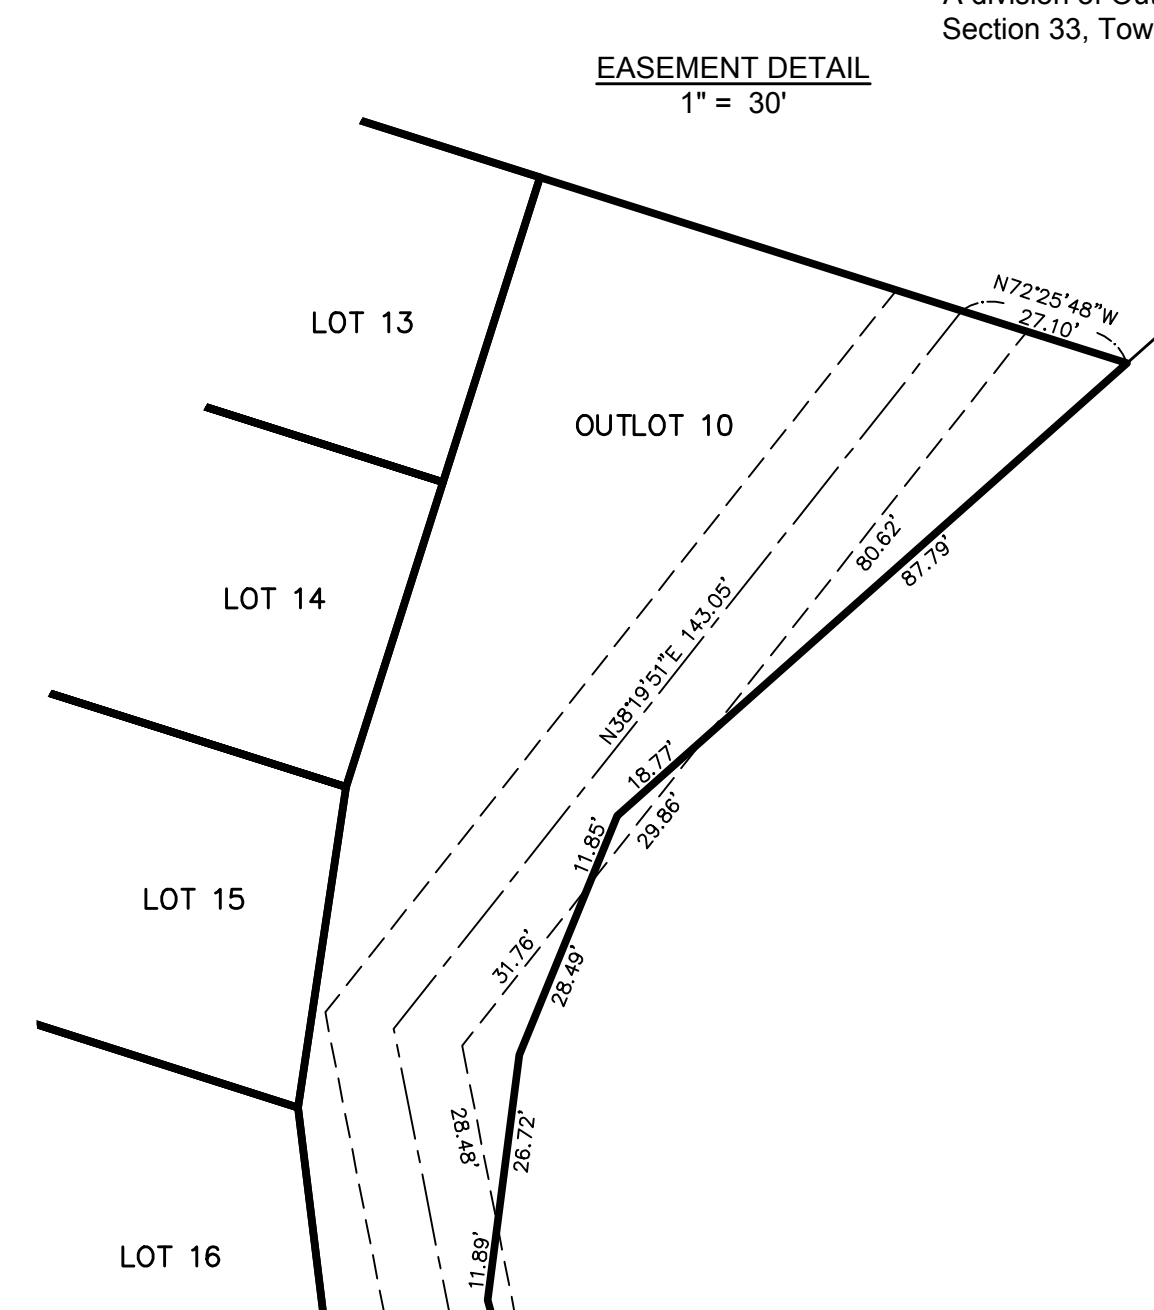 Section 33, Tow
EASEMENT DETAIL
1" = 30'
N72°25'48"W
27.10'
LOT 13
OUTLOT 10
80.62'
87.79'
LOT 14
N38°19'51"E 143.05'
18.77'
29.86'
11.85'
LOT 15
31.76'
28.49'
28.48'
26.72'
LOT 16
11.89'